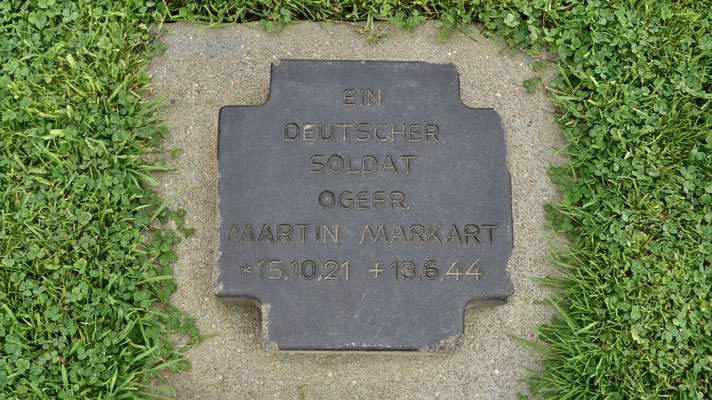 EIN
DEUTSCHER
SOLDAT
OGEFR.
MARTIN MARKART
*15.10.21 +13.6.44